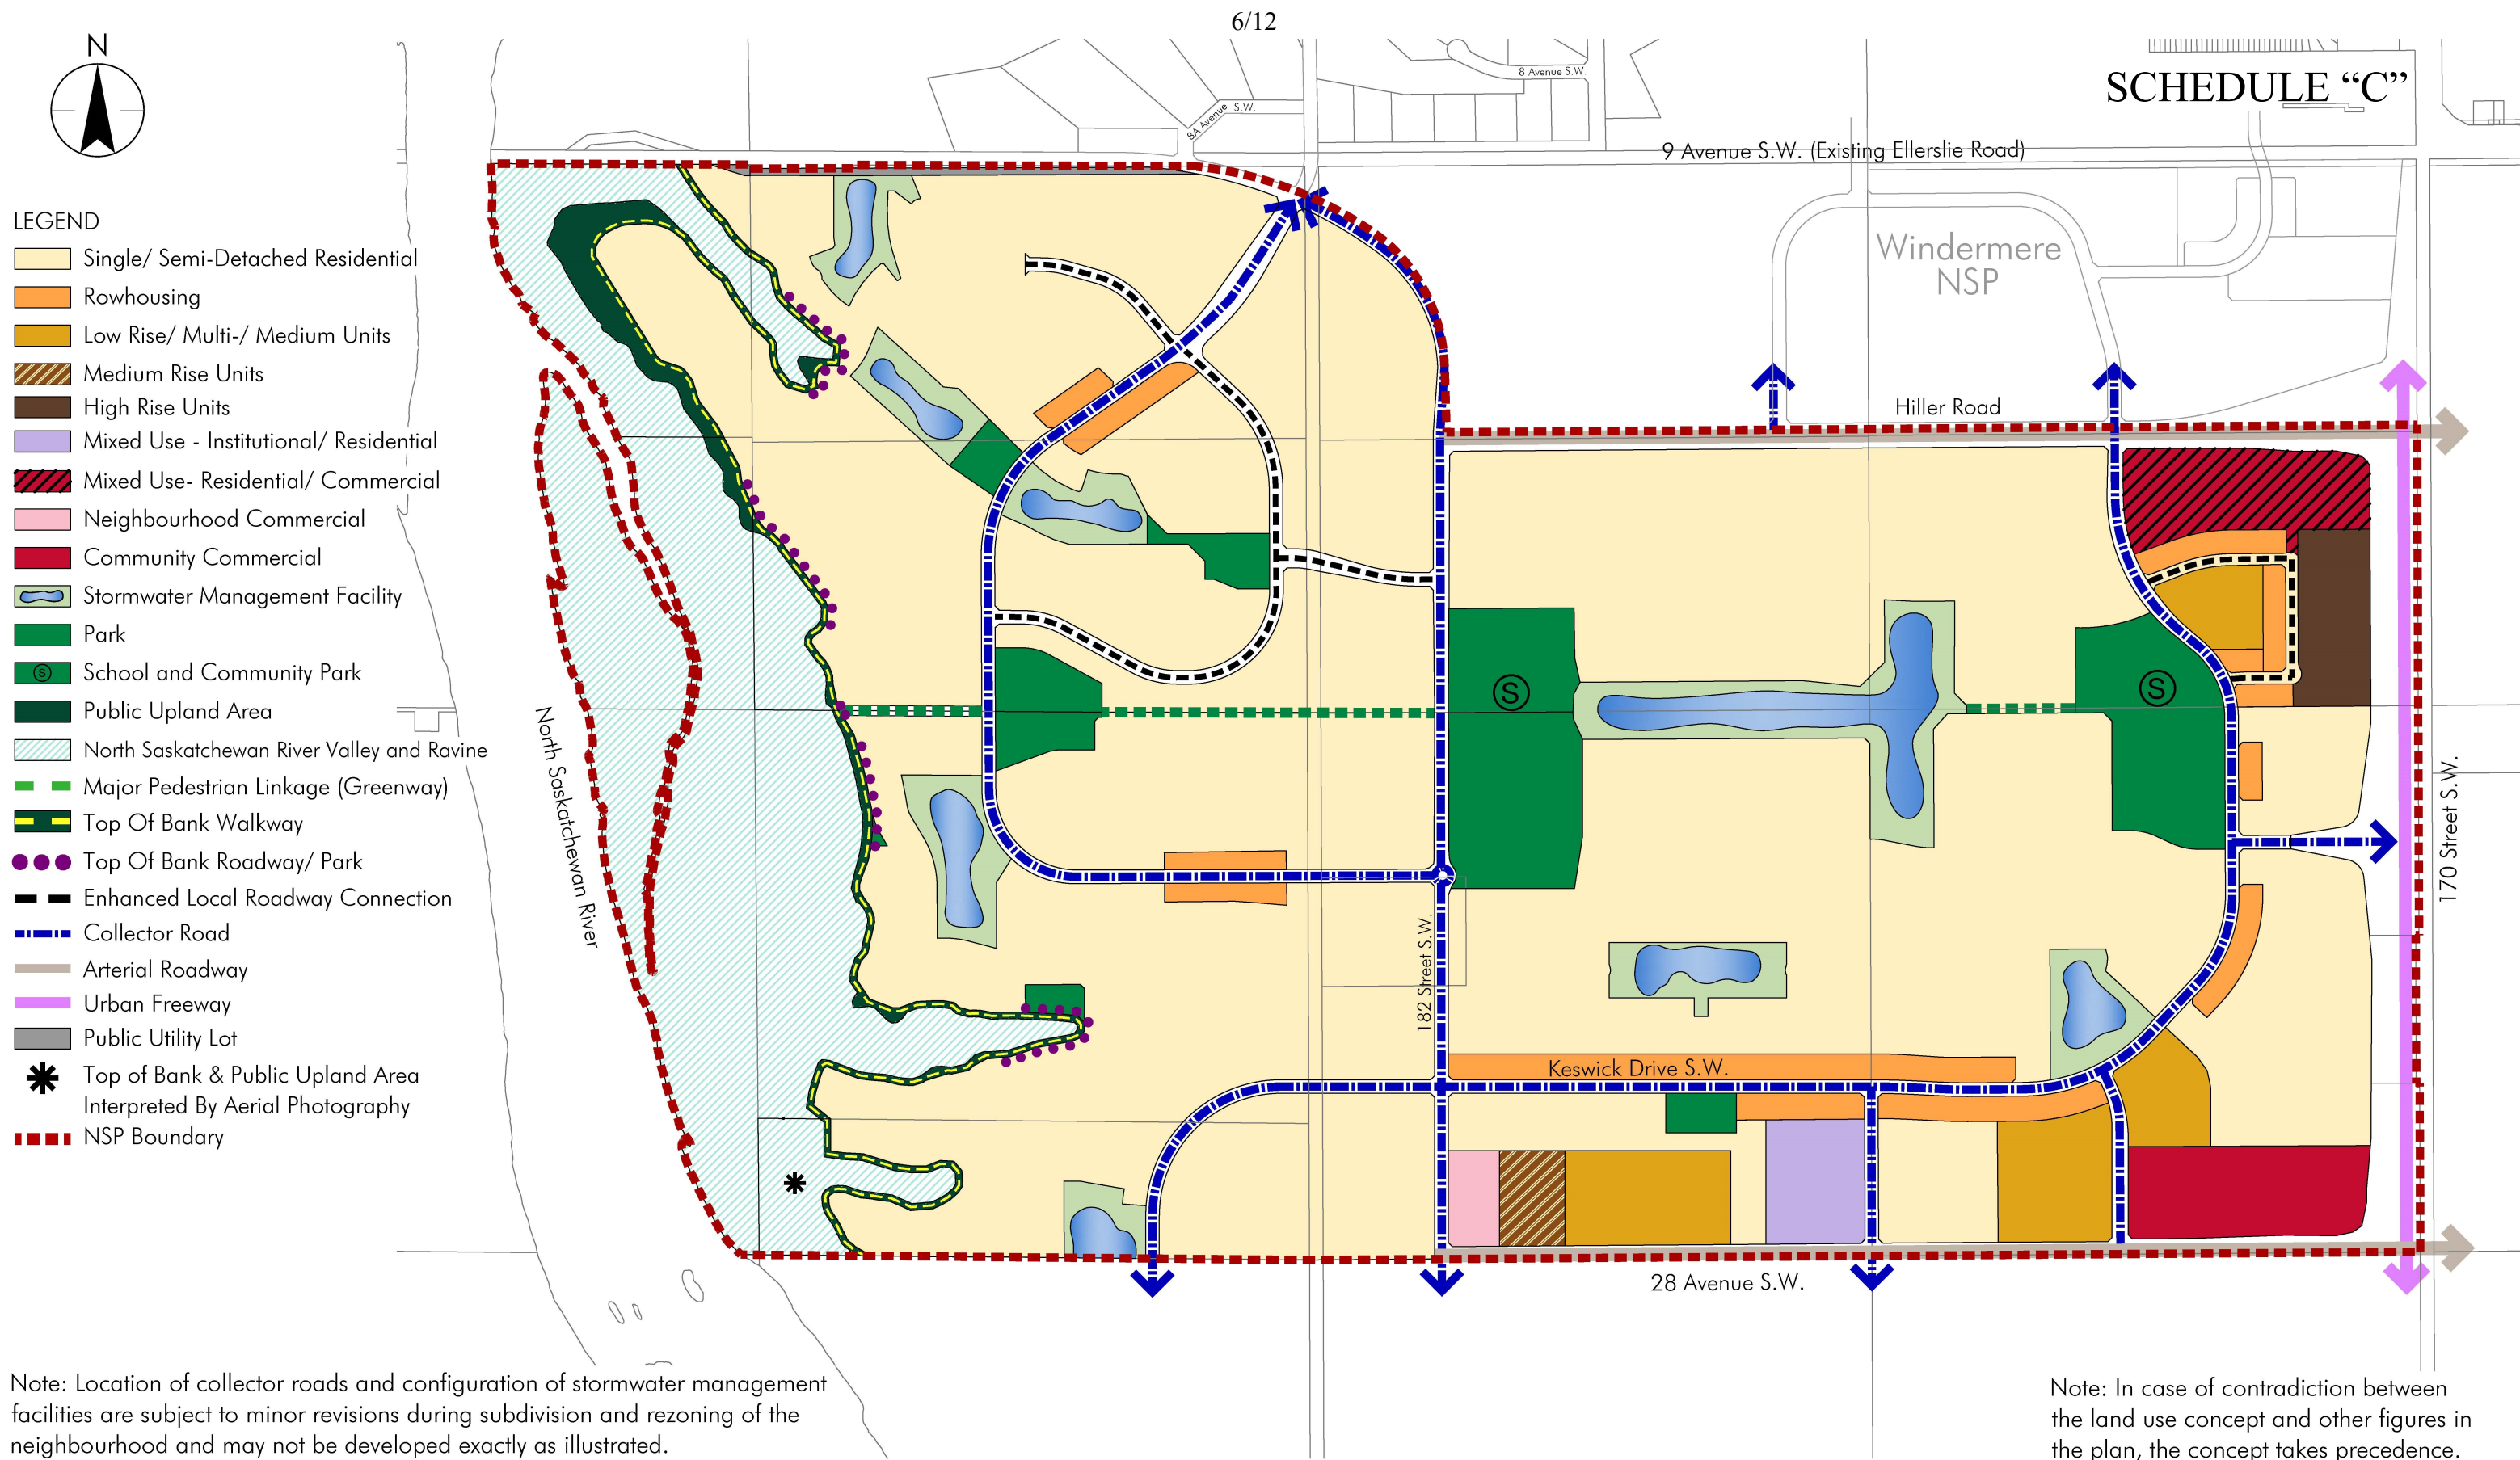 6/12
N
SCHEDULE “C”
8 Avenue S.W.
8A Avenue S.W.
9 Avenue S.W. (Existing Ellerslie Road)
LEGEND
Single/ Semi-Detached Residential
Rowhousing
Low Rise/ Multi-/ Medium Units
Medium Rise Units
High Rise Units
Mixed Use - Institutional/ Residential
Mixed Use- Residential/ Commercial
Neighbourhood Commercial
Community Commercial
Stormwater Management Facility
Park
S
School and Community Park
Public Upland Area
North Saskatchewan River Valley and Ravine
Major Pedestrian Linkage (Greenway)
Top Of Bank Walkway
Top Of Bank Roadway/ Park
Enhanced Local Roadway Connection
Collector Road
Arterial Roadway
Urban Freeway
Public Utility Lot
Top of Bank & Public Upland Area
Interpreted By Aerial Photography
NSP Boundary
Windermere
NSP
Hiller Road
S
S
North Saskatchewan River
170 Street S.W.
182 Street S.W.
Keswick Drive S.W.
28 Avenue S.W.
Note: Location of collector roads and configuration of stormwater management
facilities are subject to minor revisions during subdivision and rezoning of the
neighbourhood and may not be developed exactly as illustrated.
Note: In case of contradiction between
the land use concept and other figures in
the plan, the concept takes precedence.